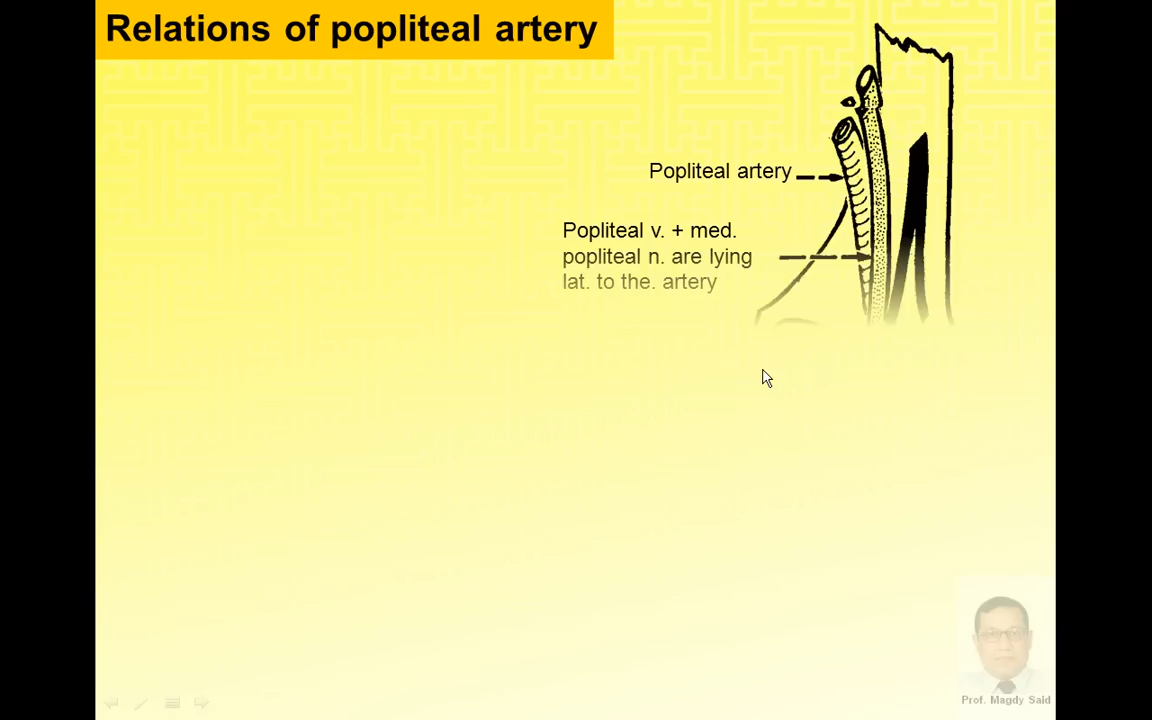 Relations of popliteal artery
Popliteal artery
Popliteal v. + med.
popliteal n. are lying
lat. to the. artery
Prof. Magdy Said